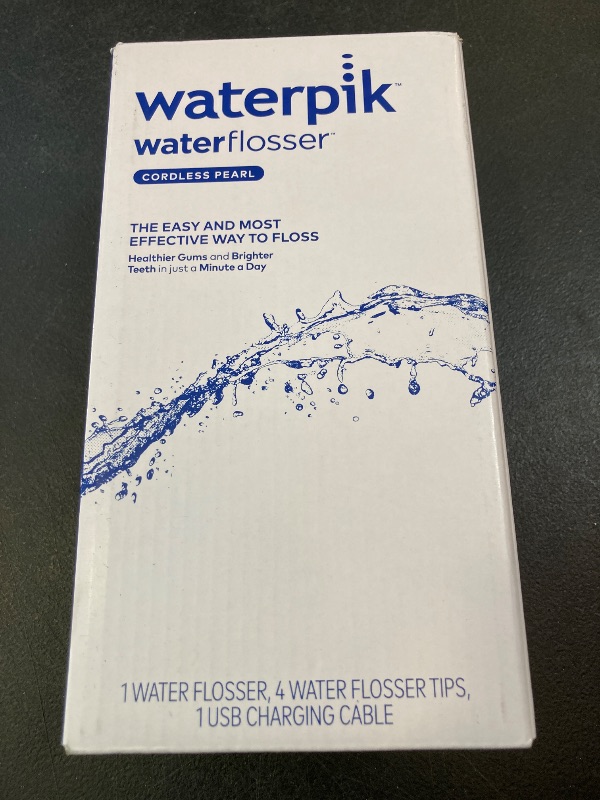 waterpik™
waterflosser™
CORDLESS PEARL
THE EASY AND MOST
EFFECTIVE WAY TO FLOSS
Healthier Gums and Brighter
Teeth in just a Minute a Day
1 WATER FLOSSER, 4 WATER FLOSSER TIPS,
1 USB CHARGING CABLE